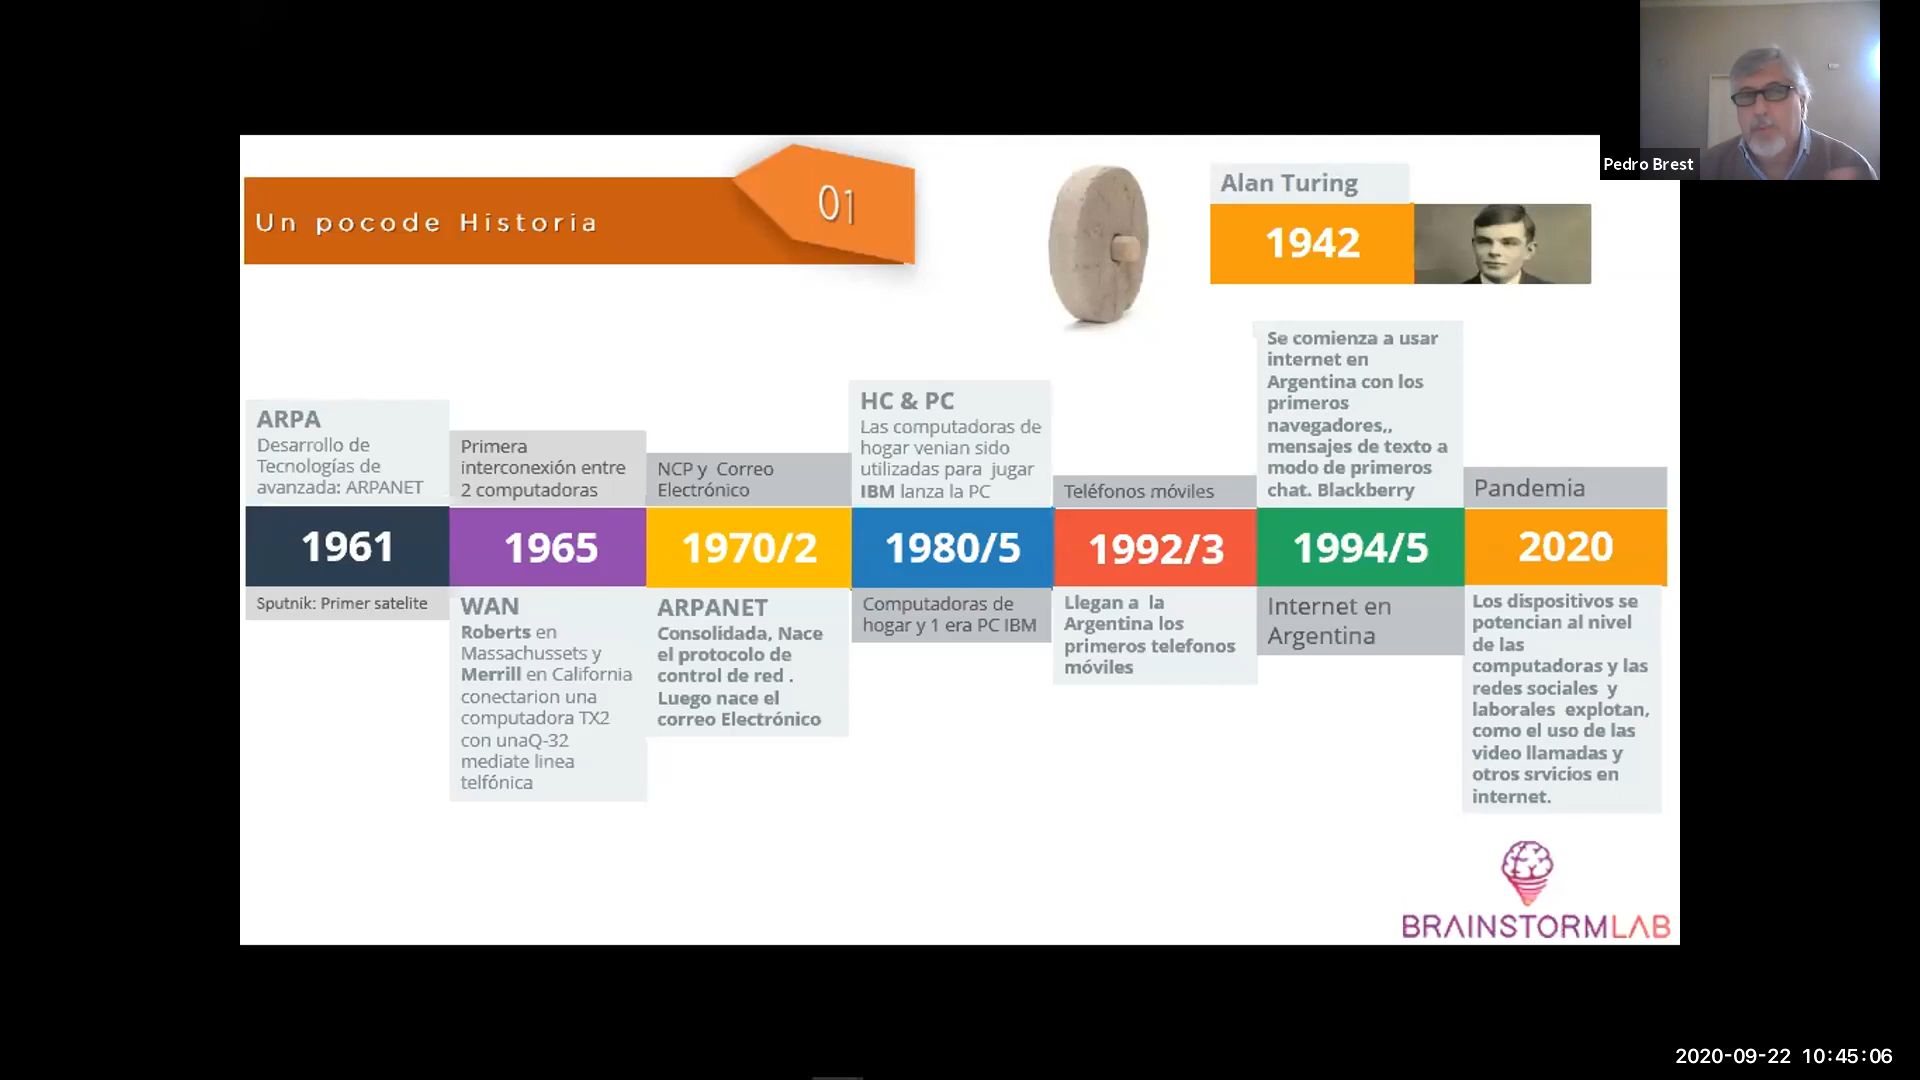 Pedro Brest
Un pocode Historia
01
Alan Turing
1942
ARPA
Desarrollo de
Tecnologías de
avanzada: ARPANET
1961
Sputnik: Primer satelite
Primera
interconexión entre
2 computadoras
1965
WAN
Roberts en
Massachussets y
Merrill en California
conectarion una
computadora TX2
con unaQ-32
mediate linea
telfónica
NCP y Correo
Electrónico
1970/2
ARPANET
Consolidada, Nace
el protocolo de
control de red .
Luego nace el
correo Electrónico
HC & PC
Las computadoras de
hogar venian sido
utilizadas para jugar
IBM lanza la PC
1980/5
Computadoras de
hogar y 1 era PC IBM
Teléfonos móviles
1992/3
Llegan a la
Argentina los
primeros telefonos
móviles
Se comienza a usar
internet en
Argentina con los
primeros
navegadores,,
mensajes de texto a
modo de primeros
chat. Blackberry
1994/5
Internet en
Argentina
Pandemia
2020
Los dispositivos se
potencian al nivel
de las
computadoras y las
redes sociales y
laborales explotan,
como el uso de las
video llamadas y
otros srvicios en
internet.
BRAINSTORMLAB
2020-09-22 10:45:06